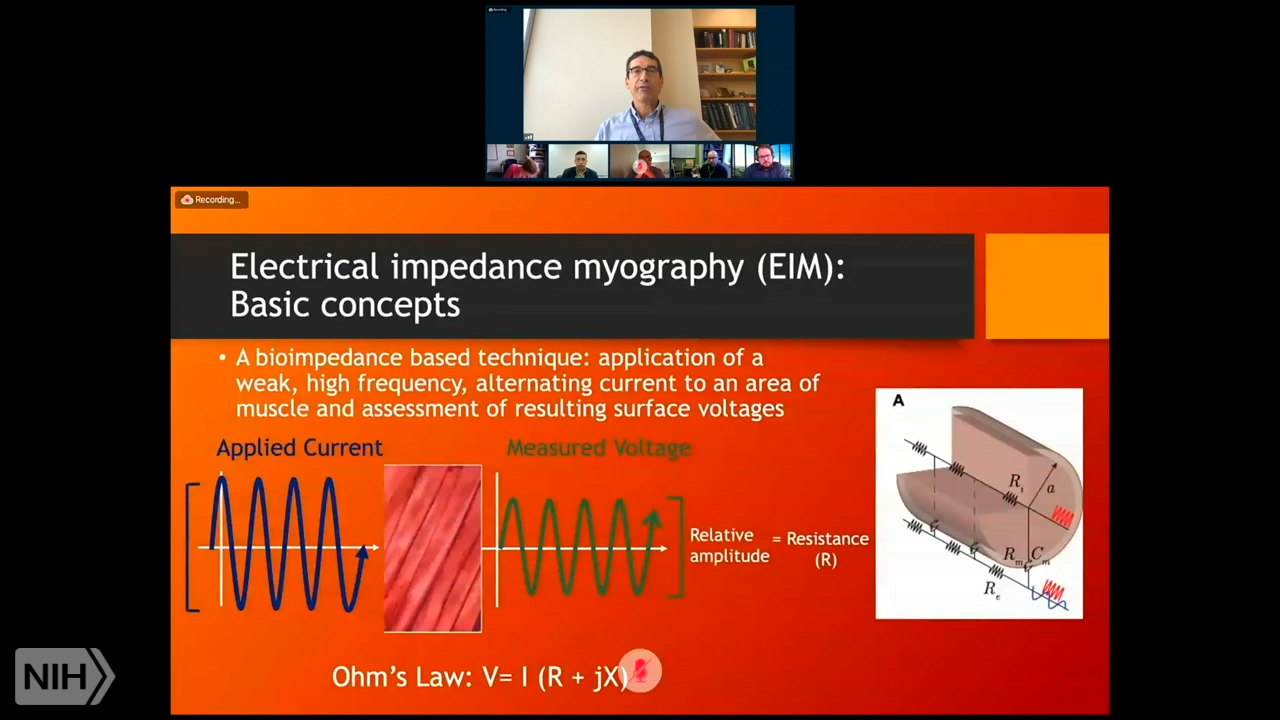 Recording...
Electrical impedance myography (EIM):
Basic concepts
• A bioimpedance based technique: application of a
weak, high frequency, alternating current to an area of
muscle and assessment of resulting surface voltages
Applied Current
Measured Voltage
Relative
amplitude
= Resistance
(R)
A
Ri
a
Rm
Cm
Re
Ohm's Law: V= I (R + jX)
NIH